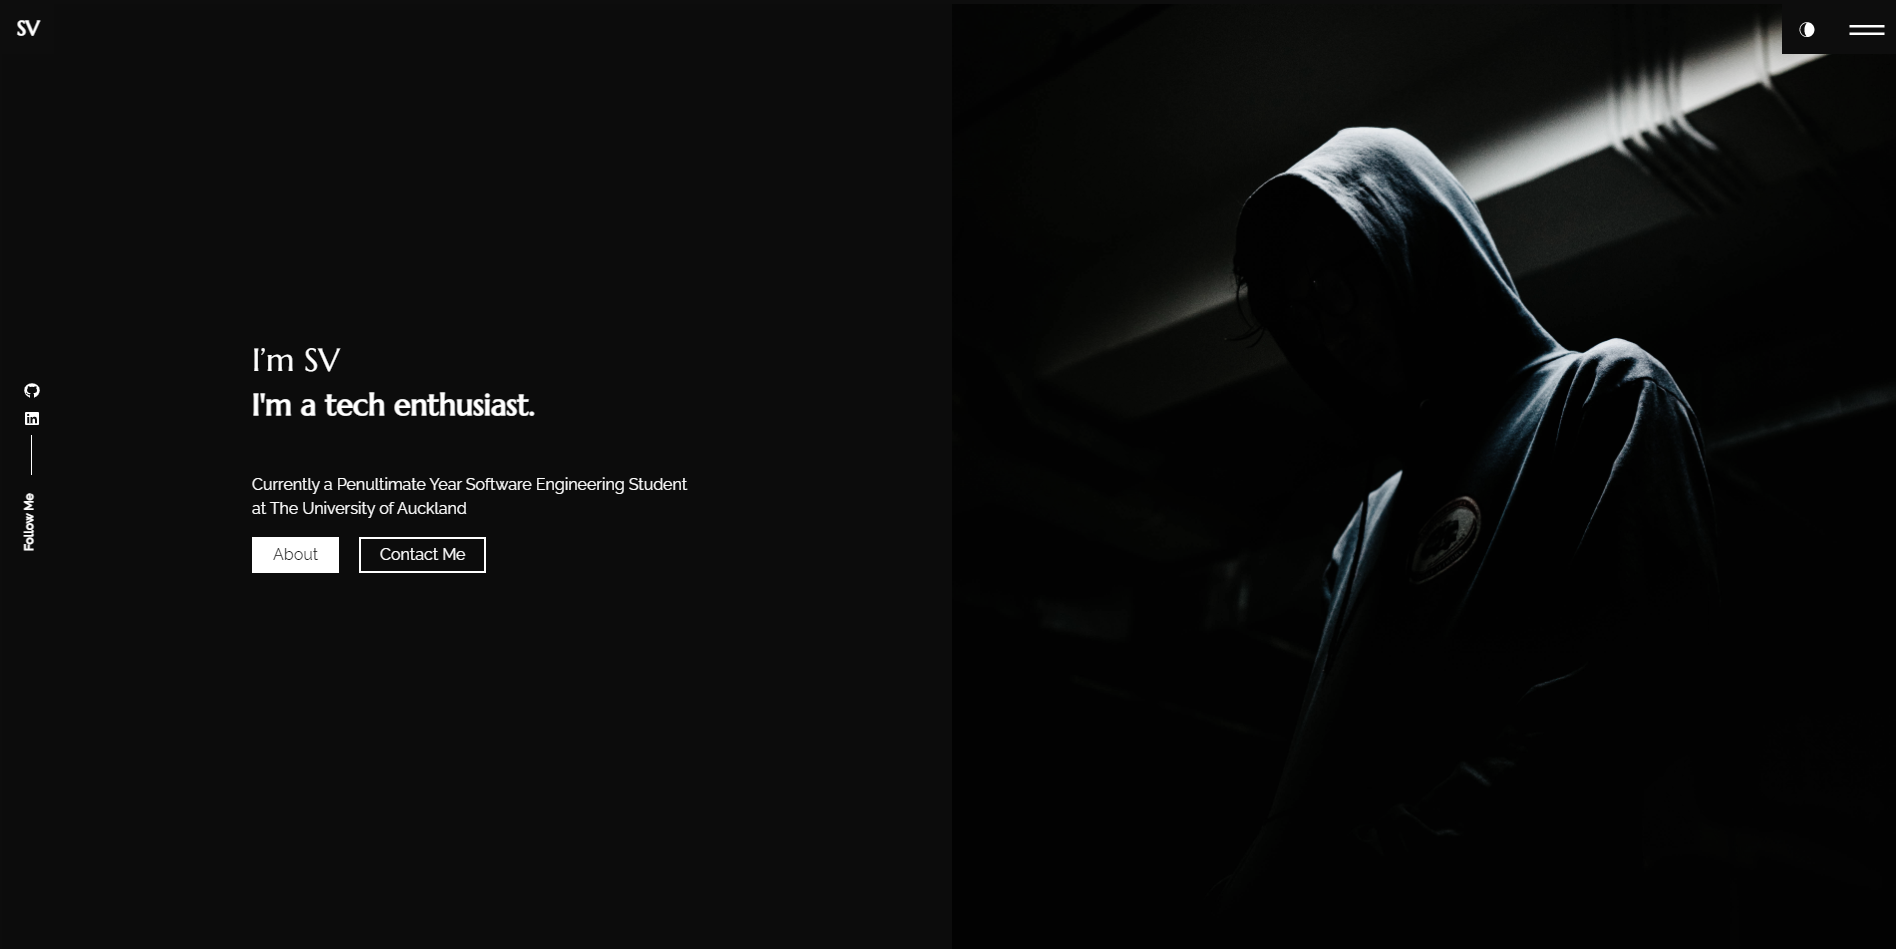 SV
I'm SV
I'm a tech enthusiast.
Currently a Penultimate Year Software Engineering Student
at The University of Auckland
About
Contact Me
Follow Me